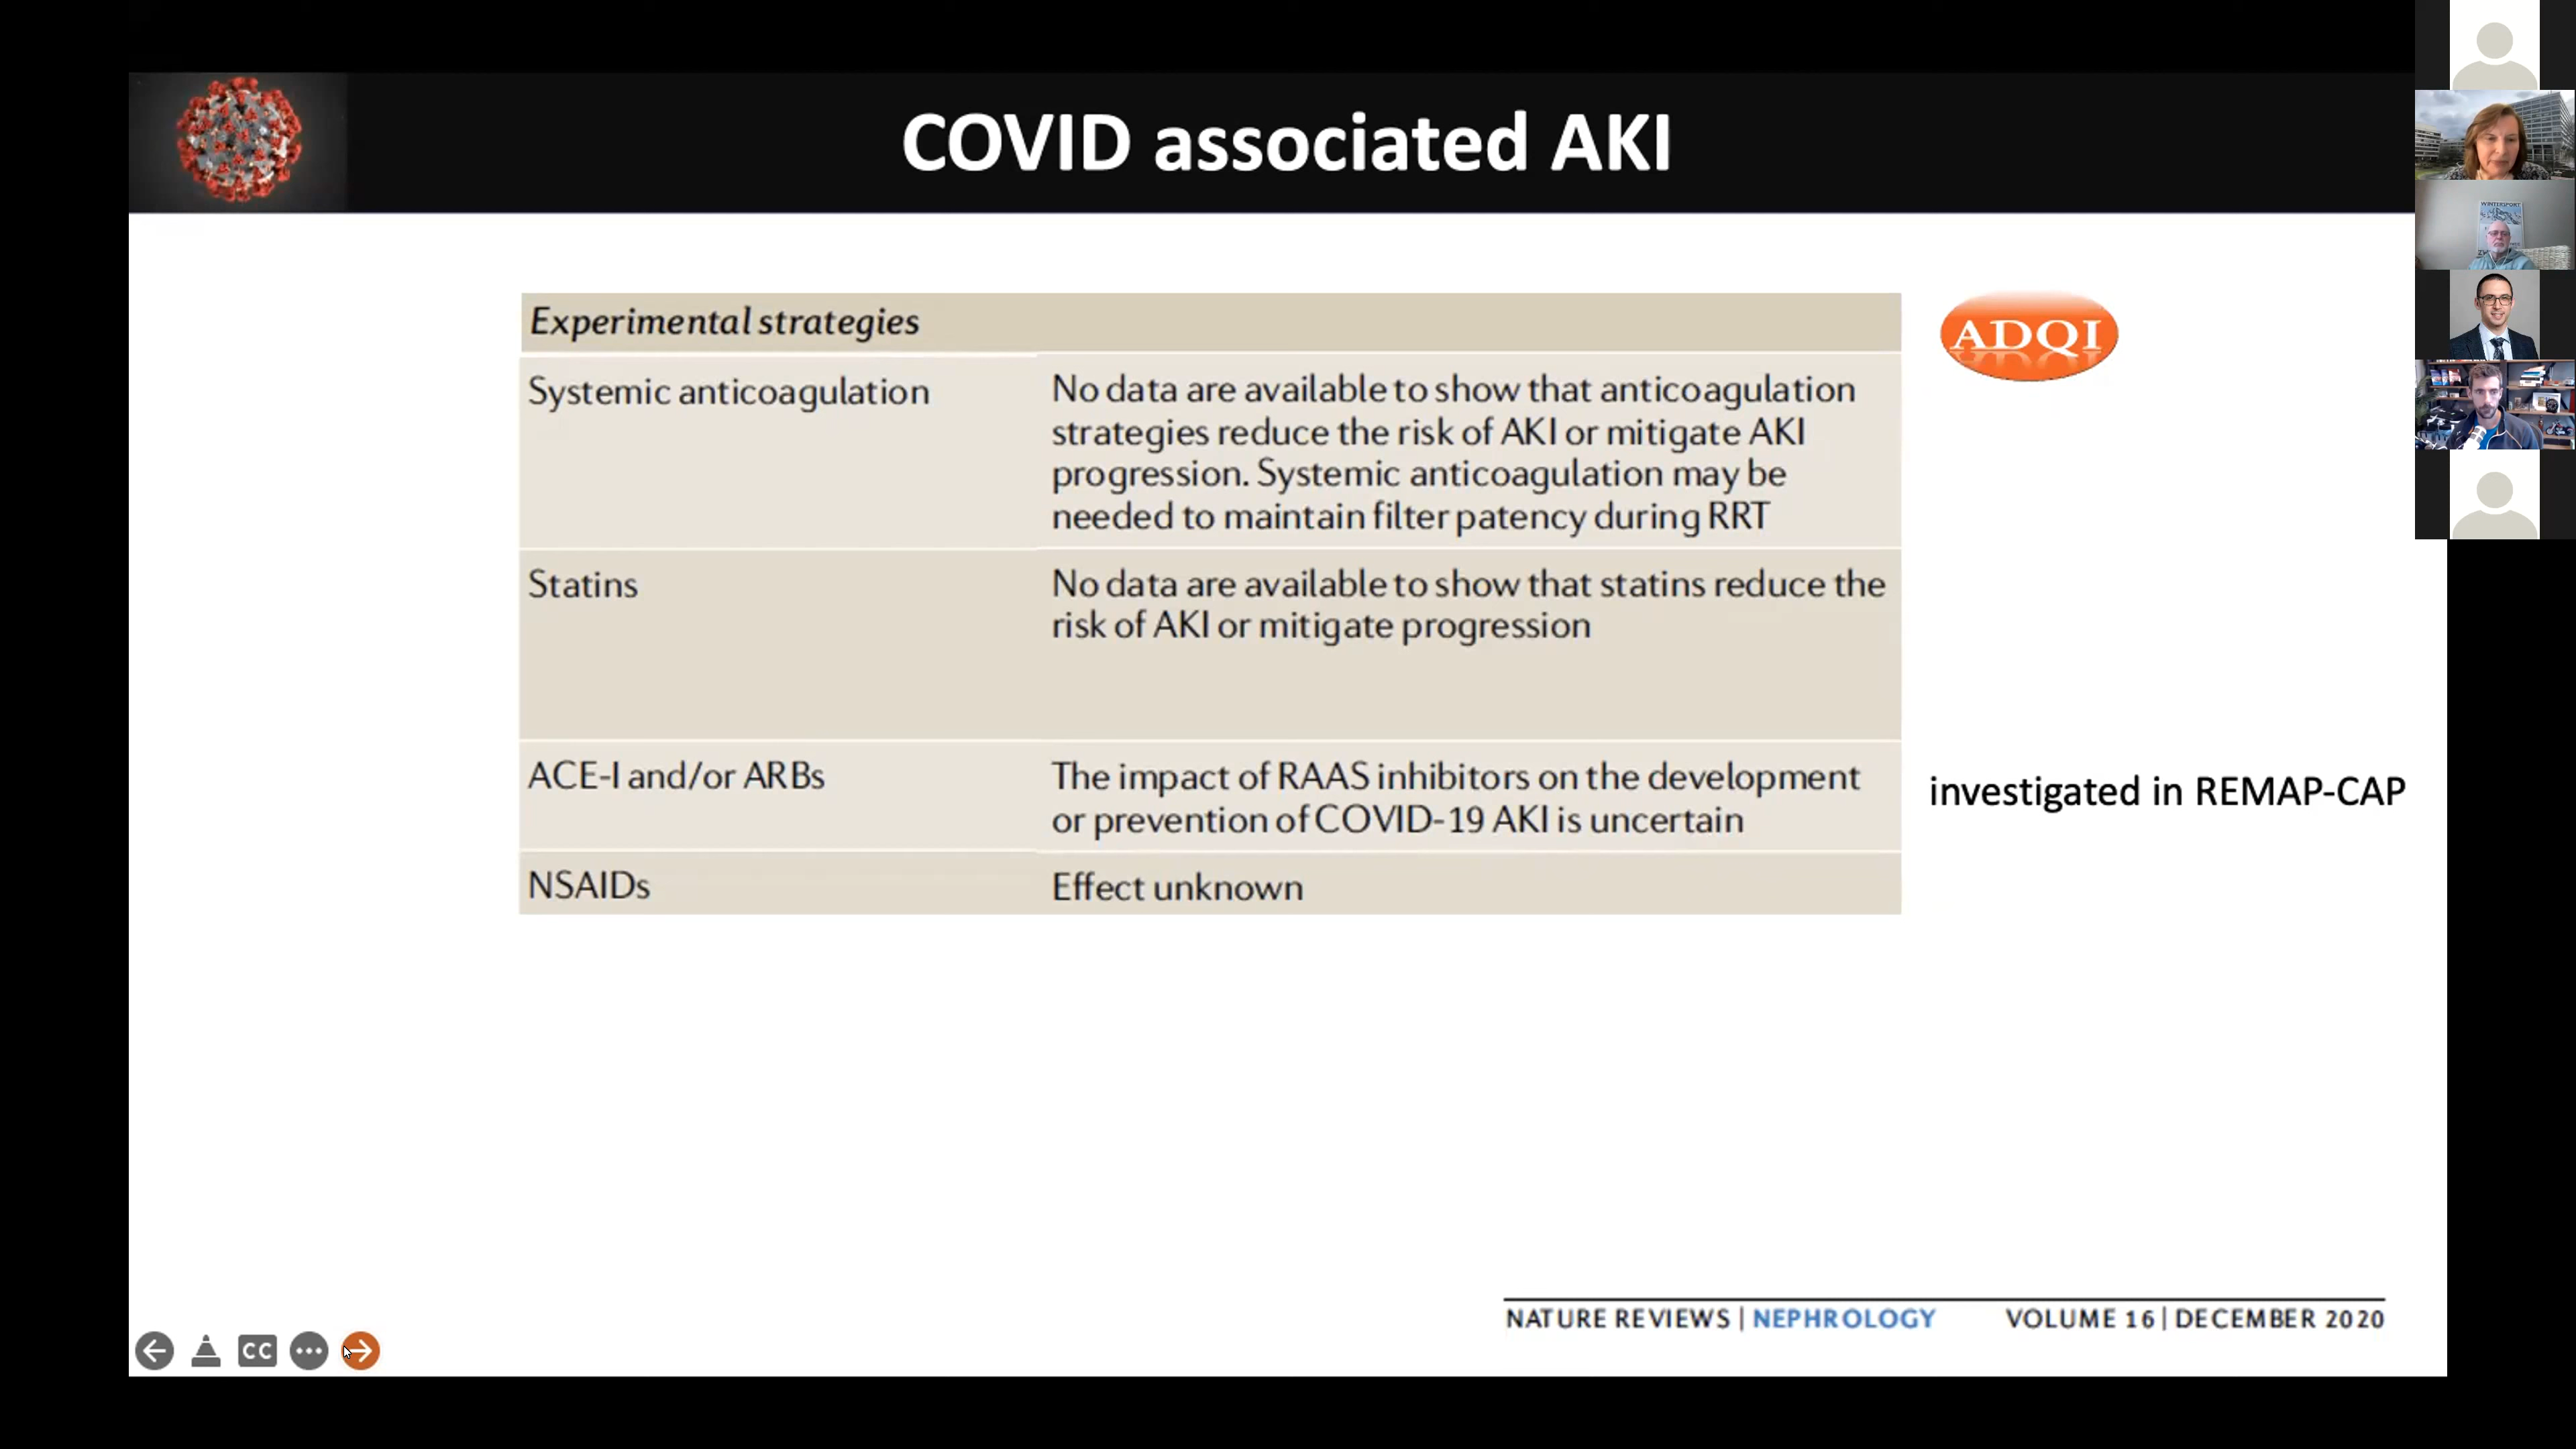 COVID associated AKI
Experimental strategies
ADQI
Systemic anticoagulation
No data are available to show that anticoagulation
strategies reduce the risk of AKI or mitigate AKI
progression. Systemic anticoagulation may be
needed to maintain filter patency during RRT
Statins
No data are available to show that statins reduce the
risk of AKI or mitigate progression
ACE-I and/or ARBs
The impact of RAAS inhibitors on the development
or prevention of COVID-19 AKI is uncertain
investigated in REMAP-CAP
NSAIDs
Effect unknown
NATURE REVIEWS | NEPHROLOGY VOLUME 16 | DECEMBER 2020
CC
WINTERSPORT